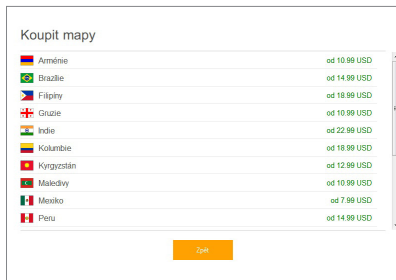 Koupit mapy
Arménie od 10.99 USD
Brazílie od 14.99 USD
Filipíny od 18.99 USD
Gruzie od 10.99 USD
Indie od 22.99 USD
Kolumbie od 18.99 USD
Kyrgyzstán od 12.99 USD
Maledivy od 10.99 USD
Mexiko od 7.99 USD
Peru od 14.99 USD
Zpět